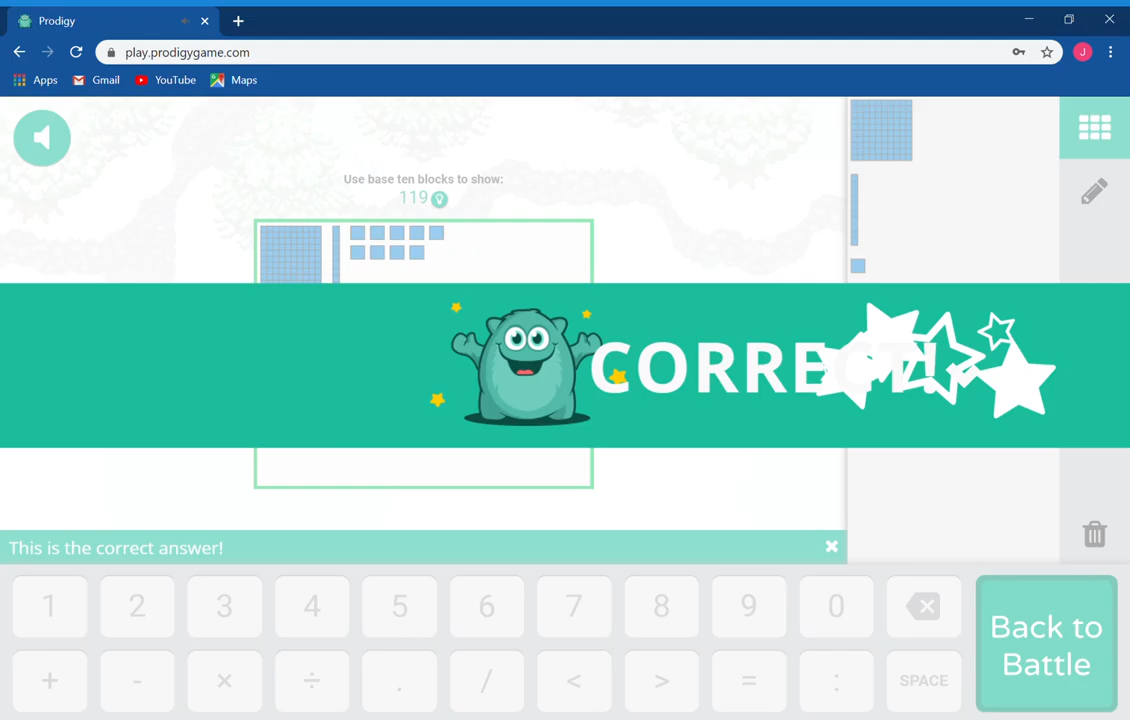 Prodigy
play.prodigygame.com
J
Apps Gmail YouTube Maps
Use base ten blocks to show:
119
CORRECT!
This is the correct answer!
1 2 3 4 5 6 7 8 9 0
+ - × ÷ . / < > = : SPACE
Back to
Battle